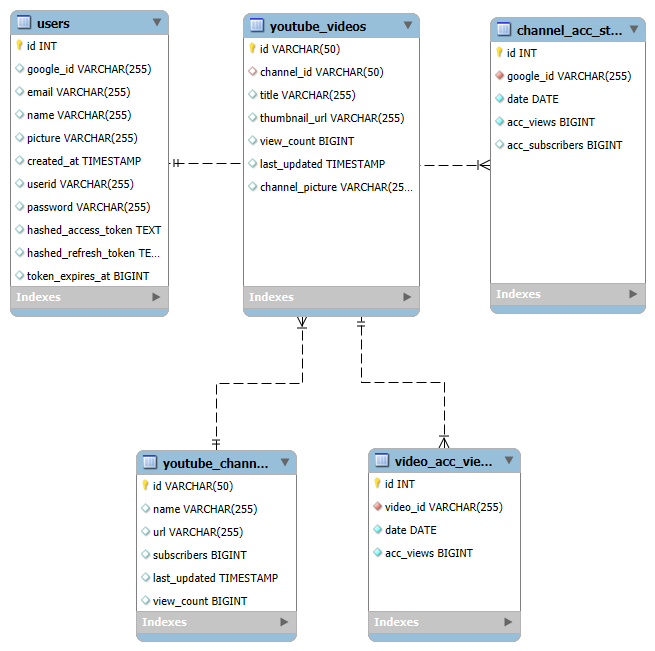 users
id INT
google_id VARCHAR(255)
email VARCHAR(255)
name VARCHAR(255)
picture VARCHAR(255)
created_at TIMESTAMP
userid VARCHAR(255)
password VARCHAR(255)
hashed_access_token TEXT
hashed_refresh_token TE...
token_expires_at BIGINT
Indexes
youtube_videos
id VARCHAR(50)
channel_id VARCHAR(50)
title VARCHAR(255)
thumbnail_url VARCHAR(255)
view_count BIGINT
last_updated TIMESTAMP
channel_picture VARCHAR(25...
Indexes
channel_acc_st...
id INT
google_id VARCHAR(255)
date DATE
acc_views BIGINT
acc_subscribers BIGINT
Indexes
youtube_chann...
id VARCHAR(50)
name VARCHAR(255)
url VARCHAR(255)
subscribers BIGINT
last_updated TIMESTAMP
view_count BIGINT
Indexes
video_acc_vie...
id INT
video_id VARCHAR(255)
date DATE
acc_views BIGINT
Indexes